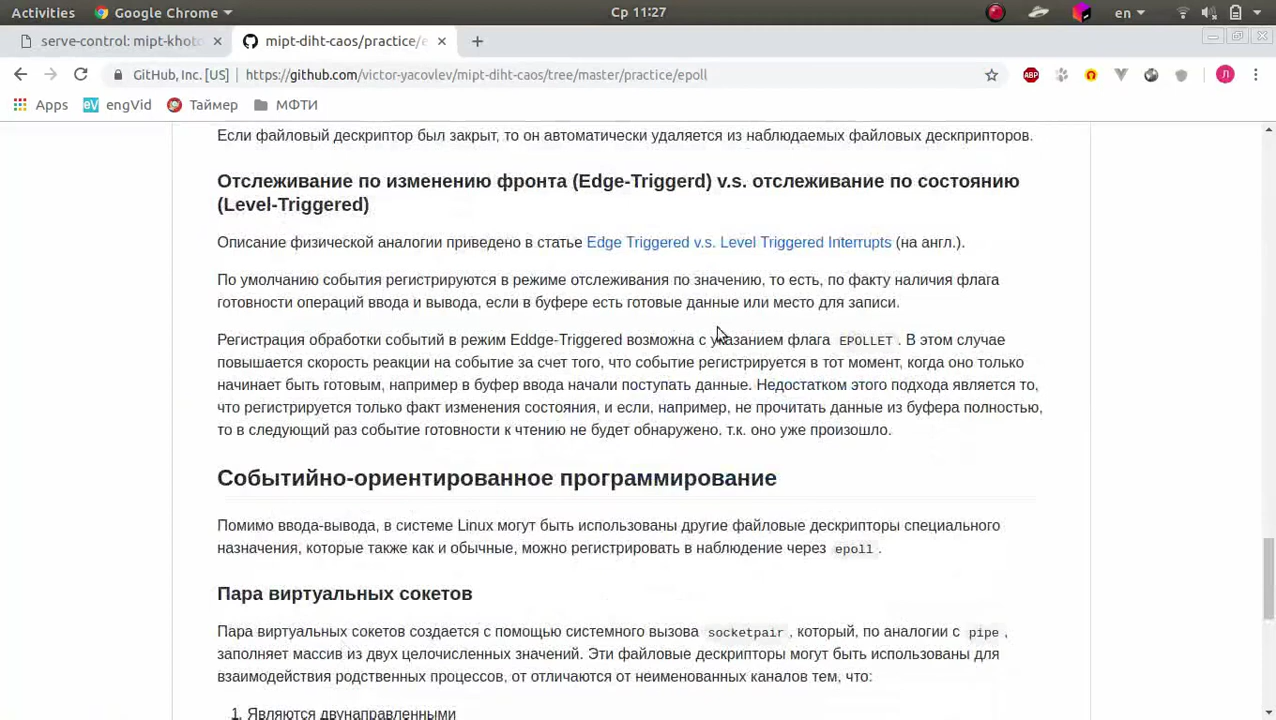 Activities
Google Chrome
Ср 11:27
en
serve-control: mipt-khoto
mipt-diht-caos/practice/e
GitHub, Inc. [US]
https://github.com/victor-yacovlev/mipt-diht-caos/tree/master/practice/epoll
ABP
Л
Apps
eV engVid
Таймер
МФТИ
Если файловый дескриптор был закрыт, то он автоматически удаляется из наблюдаемых файловых дескпприторов.
Отслеживание по изменению фронта (Edge-Triggerd) v.s. отслеживание по состоянию
(Level-Triggered)
Описание физической аналогии приведено в статье Edge Triggered v.s. Level Triggered Interrupts (на англ.).
По умолчанию события регистрируются в режиме отслеживания по значению, то есть, по факту наличия флага
готовности операций ввода и вывода, если в буфере есть готовые данные или место для записи.
Регистрация обработки событий в режим Eddge-Triggered возможна с указанием флага EPOLLET. В этом случае
повышается скорость реакции на событие за счет того, что событие регистрируется в тот момент, когда оно только
начинает быть готовым, например в буфер ввода начали поступать данные. Недостатком этого подхода является то,
что регистрируется только факт изменения состояния, и если, например, не прочитать данные из буфера полностью,
то в следующий раз событие готовности к чтению не будет обнаружено. т.к. оно уже произошло.
Событийно-ориентированное программирование
Помимо ввода-вывода, в системе Linux могут быть использованы другие файловые дескрипторы специального
назначения, которые также как и обычные, можно регистрировать в наблюдение через epoll.
Пара виртуальных сокетов
Пара виртуальных сокетов создается с помощью системного вызова socketpair, который, по аналогии с pipe,
заполняет массив из двух целочисленных значений. Эти файловые дескрипторы могут быть использованы для
взаимодействия родственных процессов, от отличаются от неименованных каналов тем, что:
1. Являются двунаправленными